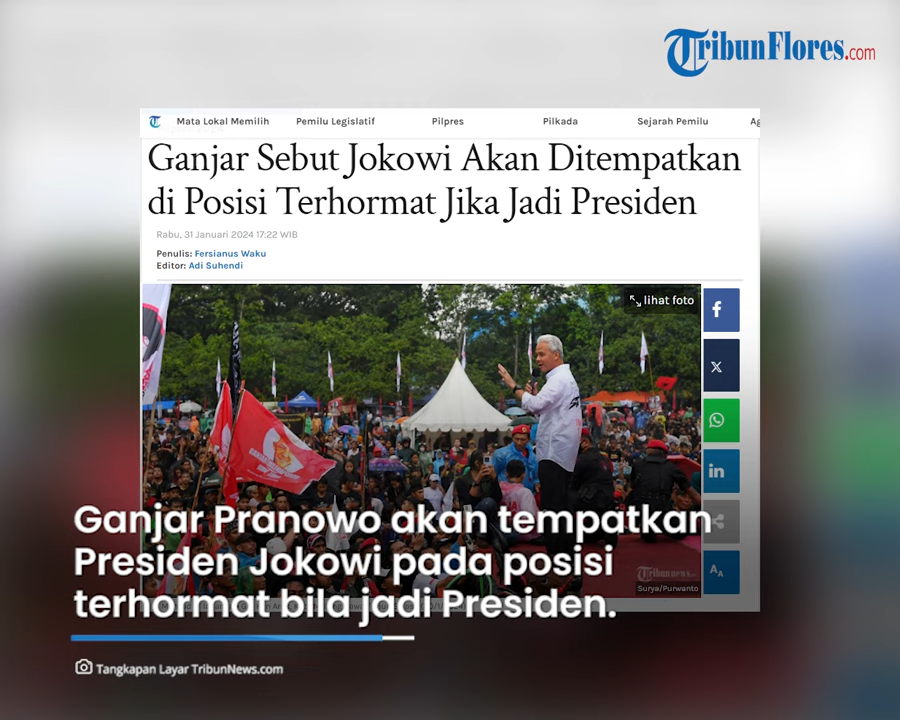 TribunFlores.com
Mata Lokal Memilih Pemilu Legislatif Pilpres Pilkada Sejarah Pemilu
Ganjar Sebut Jokowi Akan Ditempatkan
di Posisi Terhormat Jika Jadi Presiden
Rabu, 31 Januari 2024 17:22 WIB
Penulis: Fersianus Waku
Editor: Adi Suhendi
lihat foto
Ganjar Pranowo akan tempatkan
Presiden Jokowi pada posisi
terhormat bila jadi Presiden.
Tribunnews.com
Surya/Purwanto
Tangkapan Layar TribunNews.com